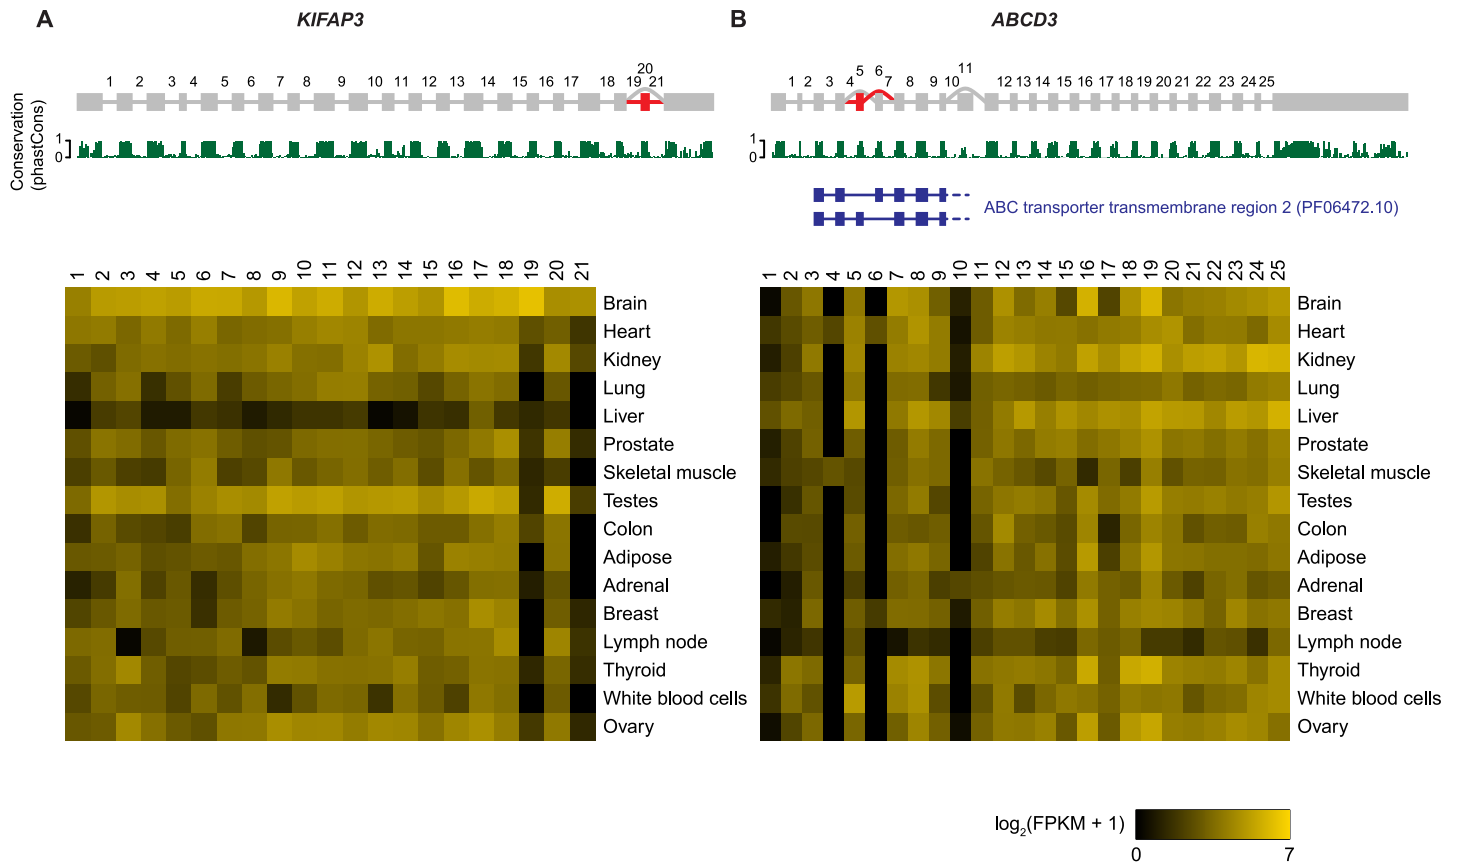 A
KIFAP3
B
ABCD3
20
1 2 3 4 5 6 7 8 9 10 11 12 13 14 15 16 17 18 19 21
11
5 6
1 2 3 4 7 8 9 10 12 13 14 15 16 17 18 19 20 21 22 23 24 25
Conservation
(phastCons)
1
0
1
0
ABC transporter transmembrane region 2 (PF06472.10)
1 2 3 4 5 6 7 8 9 10 11 12 13 14 15 16 17 18 19 20 21
1 2 3 4 5 6 7 8 9 10 11 12 13 14 15 16 17 18 19 20 21 22 23 24 25
Brain
Heart
Kidney
Lung
Liver
Prostate
Skeletal muscle
Testes
Colon
Adipose
Adrenal
Breast
Lymph node
Thyroid
White blood cells
Ovary
Brain
Heart
Kidney
Lung
Liver
Prostate
Skeletal muscle
Testes
Colon
Adipose
Adrenal
Breast
Lymph node
Thyroid
White blood cells
Ovary
log₂(FPKM + 1)
0 7